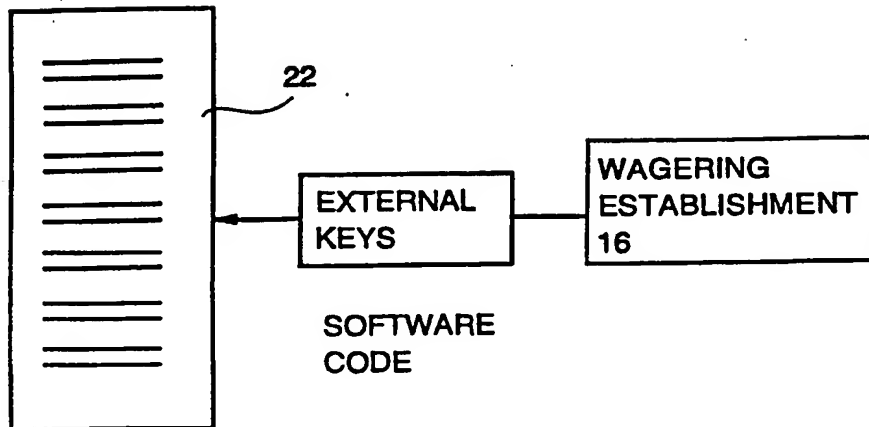 22
EXTERNAL
KEYS
WAGERING
ESTABLISHMENT
16
SOFTWARE
CODE